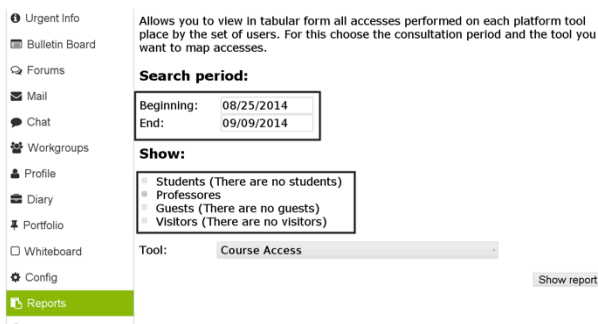 Urgent Info
Bulletin Board
Forums
Mail
Chat
Workgroups
Profile
Diary
Portfolio
Whiteboard
Config
Reports
Allows you to view in tabular form all accesses performed on each platform tool
place by the set of users. For this choose the consultation period and the tool you
want to map accesses.
Search period:
Beginning: 08/25/2014
End: 09/09/2014
Show:
Students (There are no students)
Professores
Guests (There are no guests)
Visitors (There are no visitors)
Tool: Course Access
Show report